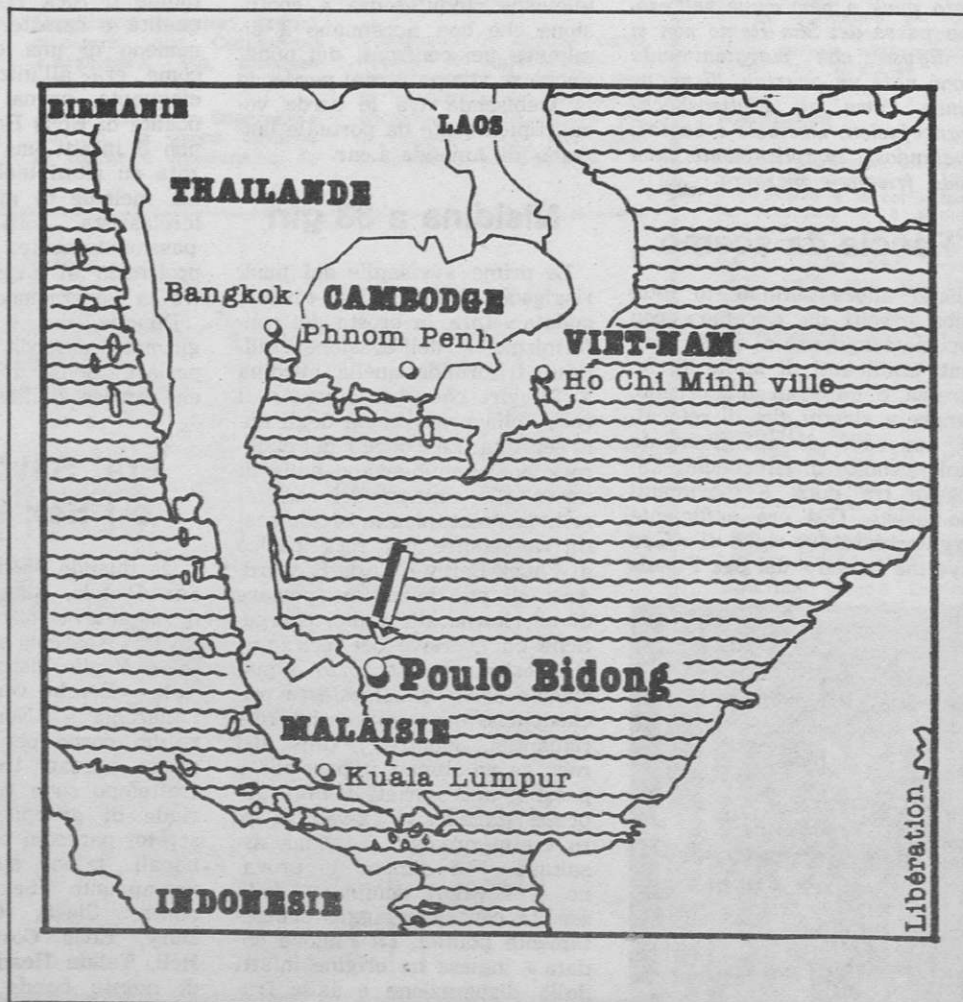 BIRMANIE
LAOS
THAILANDE
Bangkok
CAMBODGE
Phnom Penh
VIET-NAM
Ho Chi Minh ville
Poulo Bidong
MALAISIE
Kuala Lumpur
INDONESIE
Libération